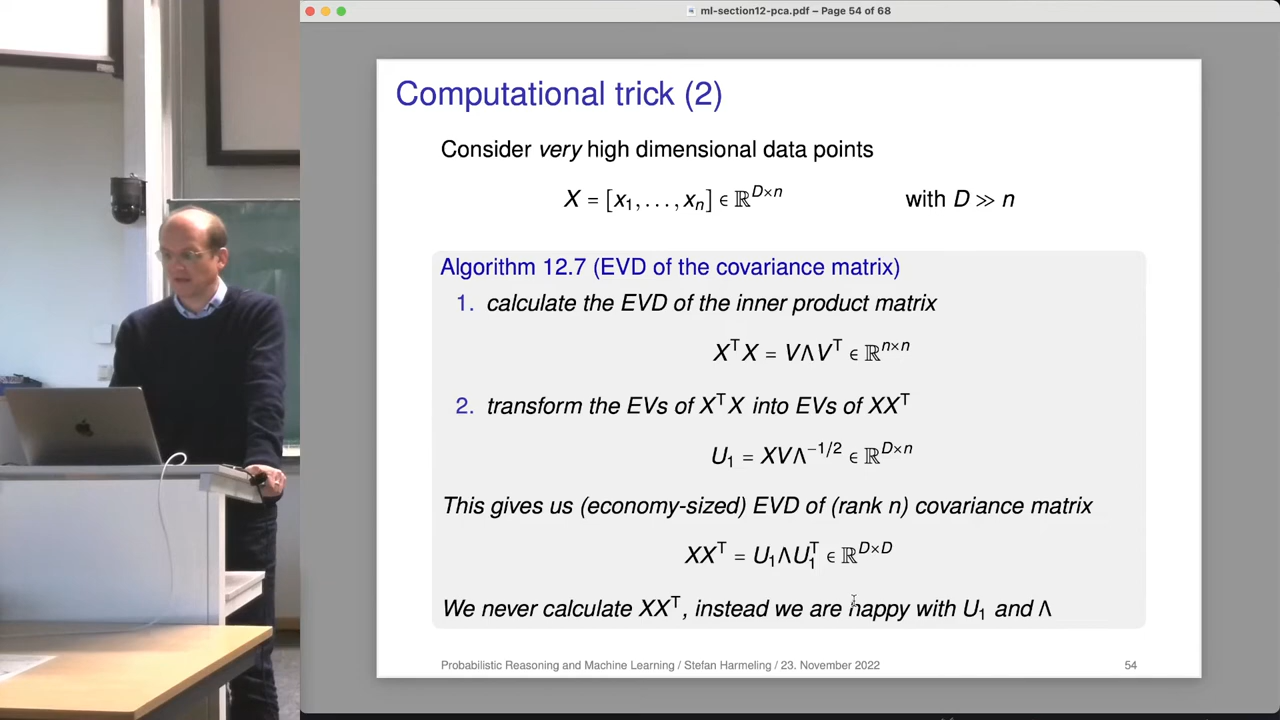 ml-section12-pca.pdf – Page 54 of 68
Computational trick (2)
Consider very high dimensional data points
X = [x₁, . . . , xₙ] ∈ ℝᴰˣⁿ with D ≫ n
Algorithm 12.7 (EVD of the covariance matrix)
1. calculate the EVD of the inner product matrix
XᵀX = VΛVᵀ ∈ ℝⁿˣⁿ
2. transform the EVs of XᵀX into EVs of XXᵀ
U₁ = XVΛ⁻¹/² ∈ ℝᴰˣⁿ
This gives us (economy-sized) EVD of (rank n) covariance matrix
XXᵀ = U₁ΛU₁ᵀ ∈ ℝᴰˣᴰ
We never calculate XXᵀ, instead we are happy with U₁ and Λ
Probabilistic Reasoning and Machine Learning / Stefan Harmeling / 23. November 2022 54